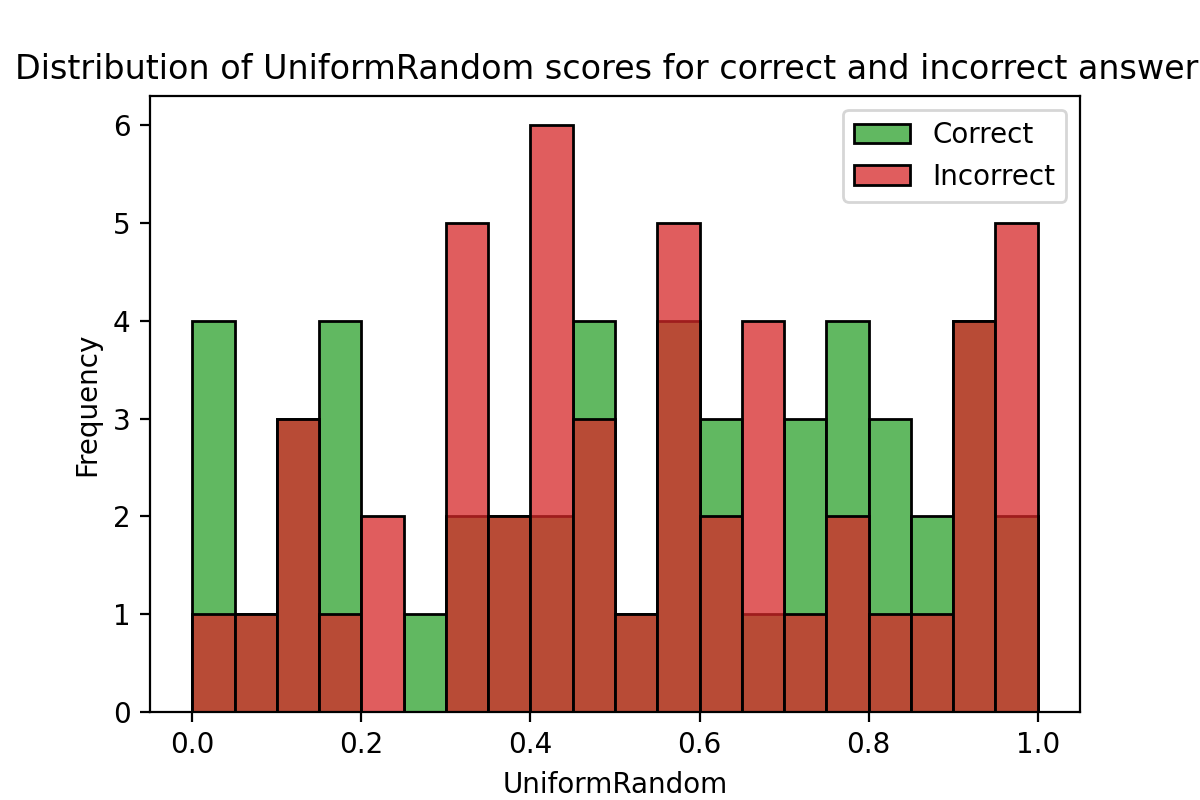 Distribution of UniformRandom scores for correct and incorrect answer
Correct
Incorrect
Frequency
6
5
4
3
2
1
0
0.0 0.2 0.4 0.6 0.8 1.0
UniformRandom